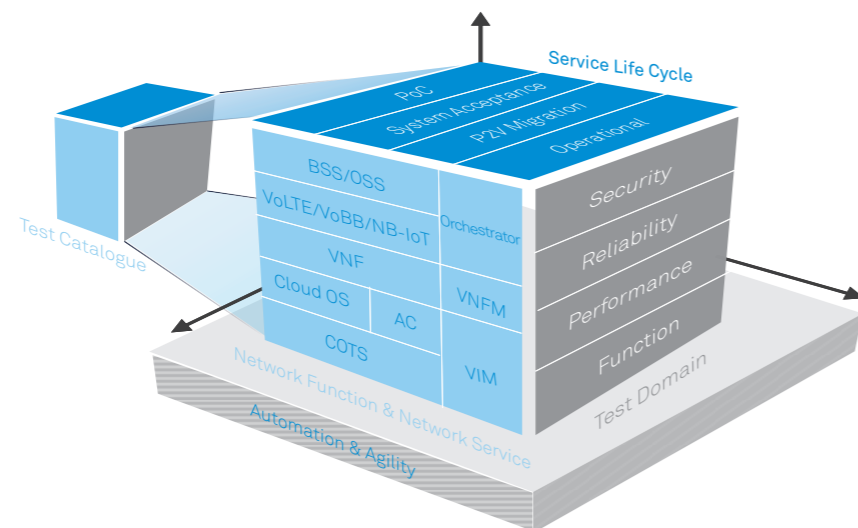 Service Life Cycle
PoC
System Acceptance
P2V Migration
Operational
BSS/OSS
VoLTE/VoBB/NB-IoT
VNF
Cloud OS
AC
COTS
Orchestrator
VNFM
VIM
Security
Reliability
Performance
Function
Test Catalogue
Network Function & Network Service
Test Domain
Automation & Agility